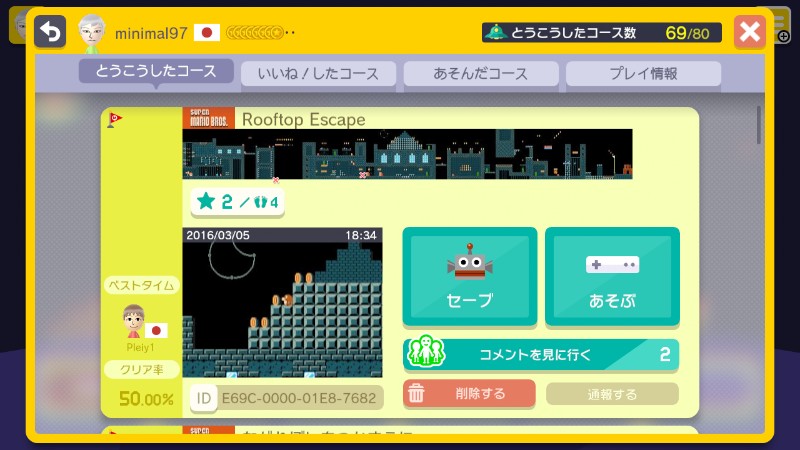 minimal97
とうこうしたコース数 69/80
とうこうしたコース
いいね!したコース
あそんだコース
プレイ情報
SUPER
MARIO BROS.
Rooftop Escape
2 / 4
2016/03/05 18:34
ベストタイム
Pleiy1
クリア率
50.00%
セーブ
あそぶ
コメントを見に行く 2
ID E69C-0000-01E8-7682
削除する
通報する
SUPER